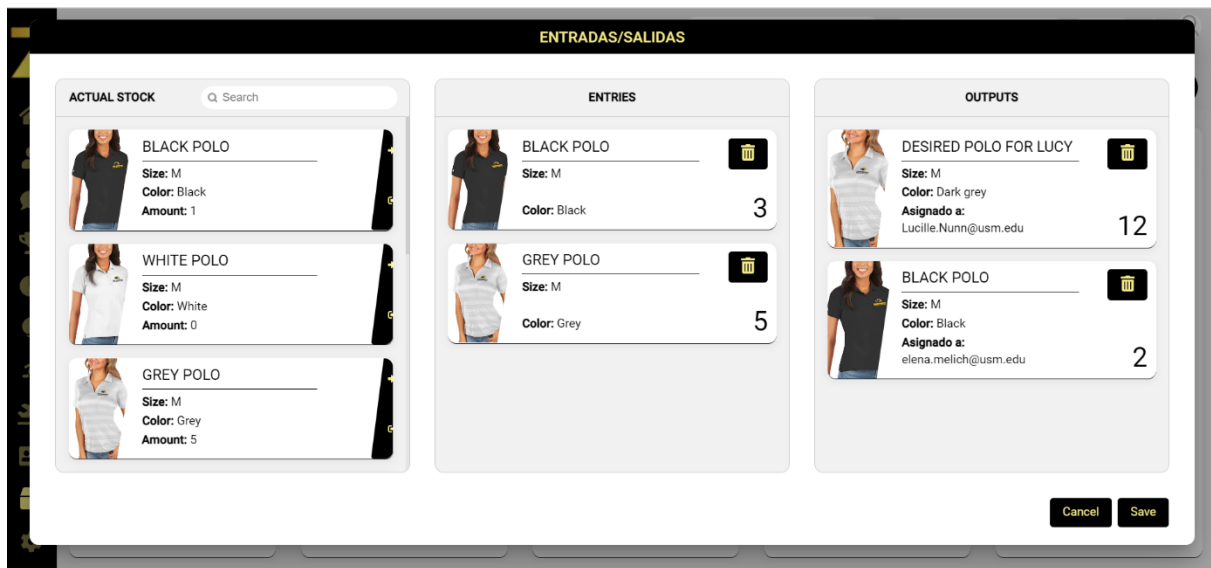 ENTRADAS/SALIDAS
ACTUAL STOCK
Search
BLACK POLO
Size: M
Color: Black
Amount: 1
WHITE POLO
Size: M
Color: White
Amount: 0
GREY POLO
Size: M
Color: Grey
Amount: 5
ENTRIES
BLACK POLO
Size: M
Color: Black
3
GREY POLO
Size: M
Color: Grey
5
OUTPUTS
DESIRED POLO FOR LUCY
Size: M
Color: Dark grey
Asignado a:
Lucille.Nunn@usm.edu
12
BLACK POLO
Size: M
Color: Black
Asignado a:
elena.melich@usm.edu
2
Cancel
Save